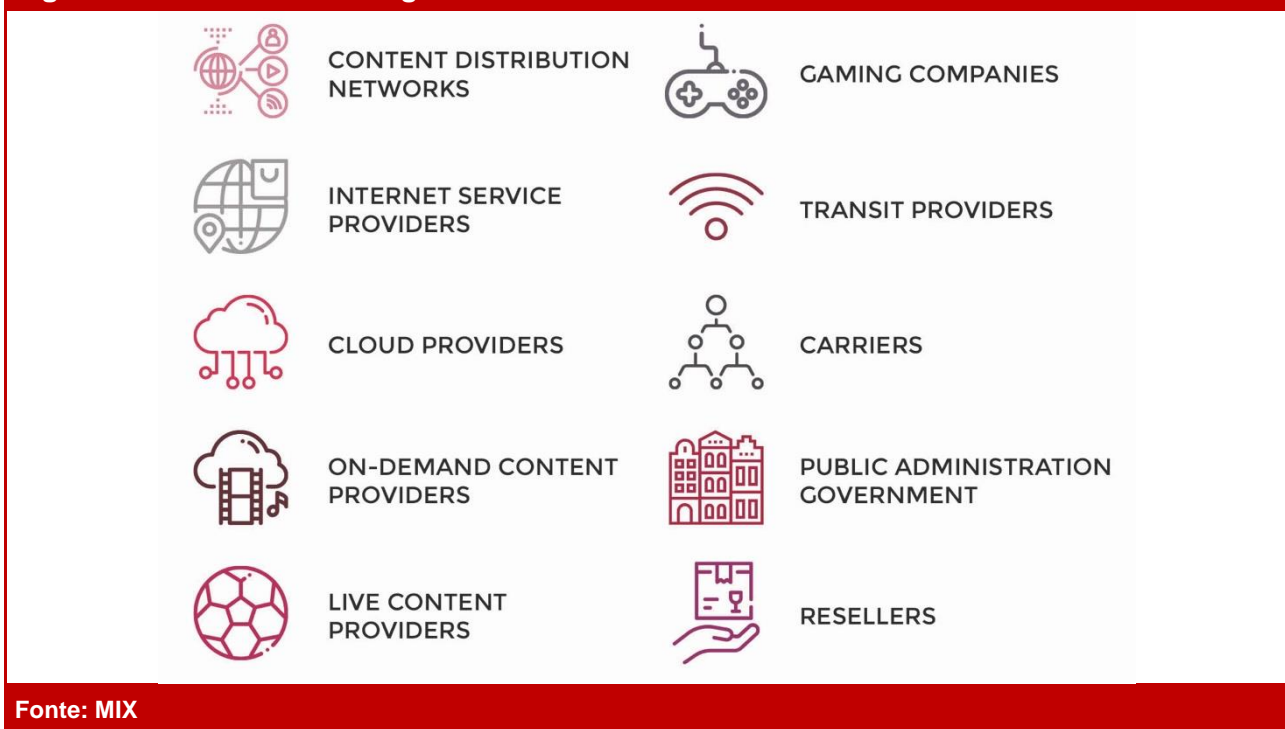 CONTENT DISTRIBUTION
NETWORKS
GAMING COMPANIES
INTERNET SERVICE
PROVIDERS
TRANSIT PROVIDERS
CLOUD PROVIDERS
CARRIERS
ON-DEMAND CONTENT
PROVIDERS
PUBLIC ADMINISTRATION
GOVERNMENT
LIVE CONTENT
PROVIDERS
RESELLERS
Fonte: MIX